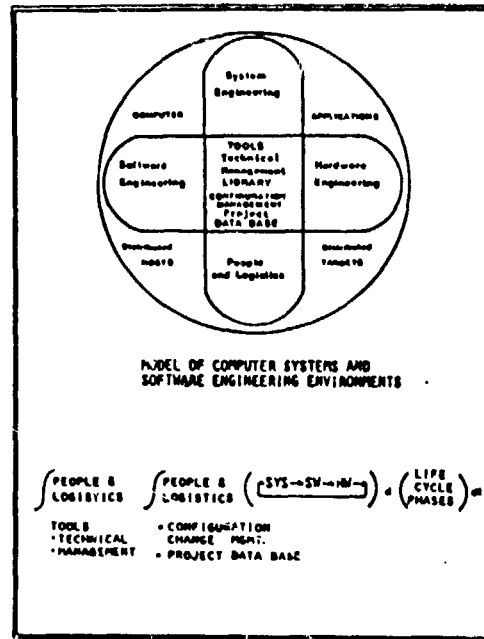 System
Engineering
COMPUTER
APPLICATIONS
TOOLS
Technical
Management
LIBRARY
CONFIGURATION
MANAGEMENT
Project
DATA BASE
Software
Engineering
Hardware
Engineering
Distributed
HOSTS
People
and Logistics
Distributed
TARGETS
MODEL OF COMPUTER SYSTEMS AND
SOFTWARE ENGINEERING ENVIRONMENTS
∫ PEOPLE & LOGISTICS ∫ PEOPLE & LOGISTICS ( SYS→SW→HW ) d ( LIFE CYCLE PHASES )
TOOLS
• TECHNICAL
• MANAGEMENT
• CONFIGURATION
CHANGE MGMT.
• PROJECT DATA BASE